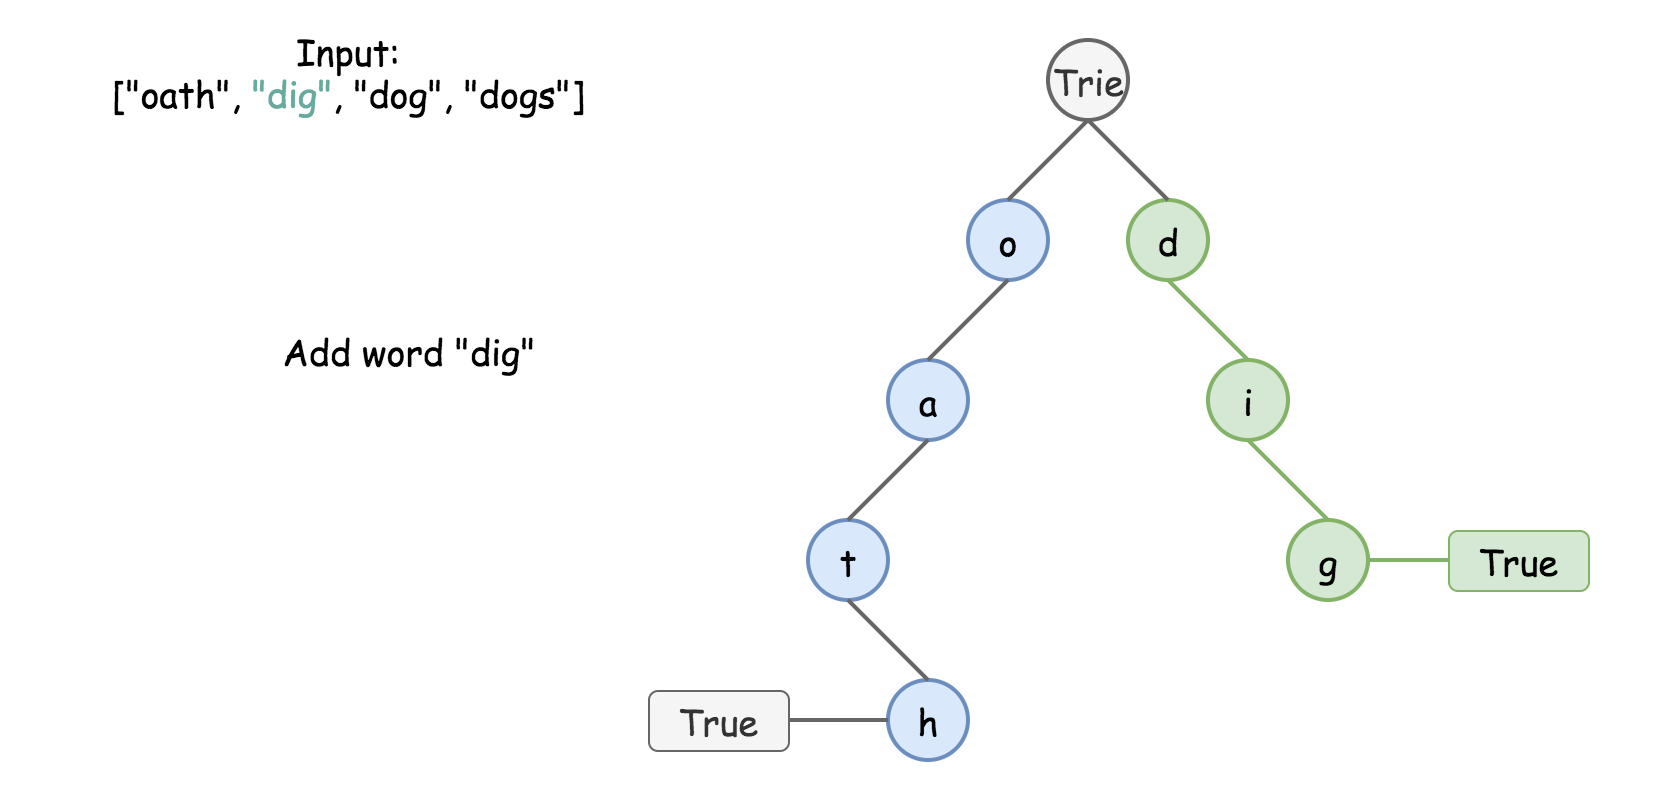 Input:
["oath", "dig", "dog", "dogs"]
Trie
o
d
Add word "dig"
a
i
t
g
True
True
h